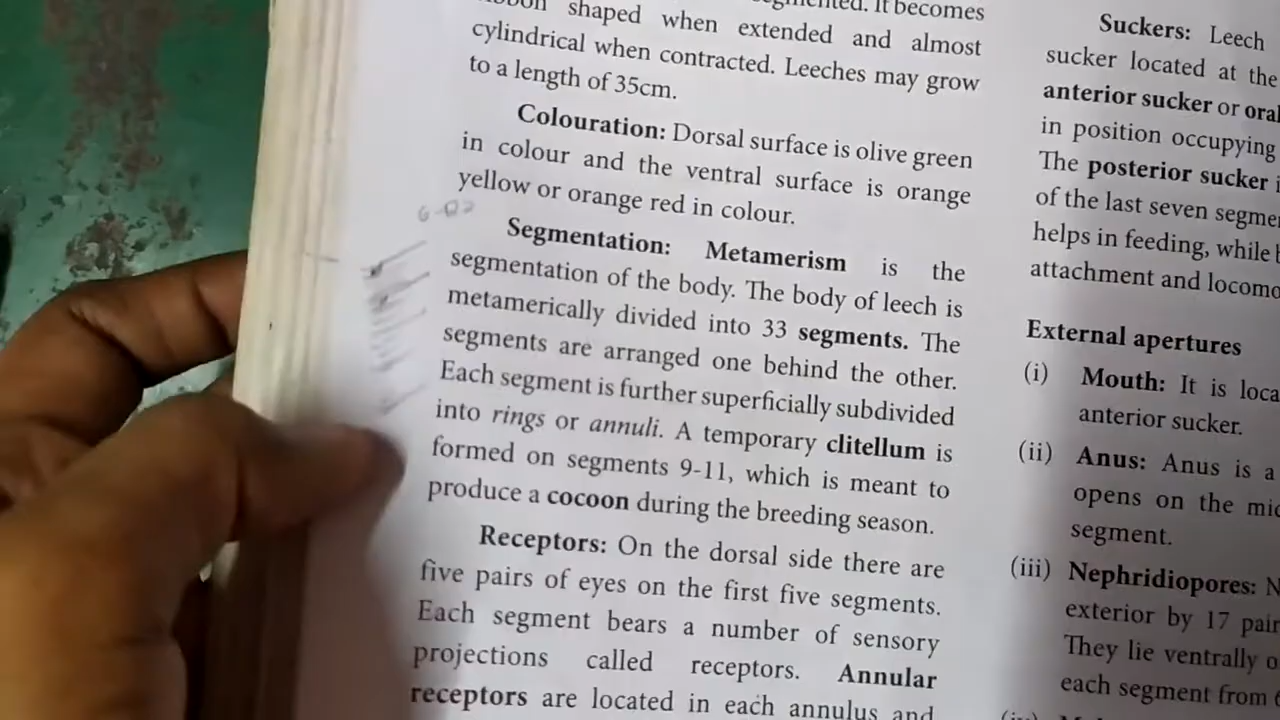 segmented. It becomes
ribbon shaped when extended and almost
cylindrical when contracted. Leeches may grow
to a length of 35cm.
Colouration: Dorsal surface is olive green
in colour and the ventral surface is orange
yellow or orange red in colour.
Segmentation: Metamerism is the
segmentation of the body. The body of leech is
metamerically divided into 33 segments. The
segments are arranged one behind the other.
Each segment is further superficially subdivided
into rings or annuli. A temporary clitellum is
formed on segments 9-11, which is meant to
produce a cocoon during the breeding season.
Receptors: On the dorsal side there are
five pairs of eyes on the first five segments.
Each segment bears a number of sensory
projections called receptors. Annular
receptors are located in each annulus and
Suckers: Leech
sucker located at the
anterior sucker or oral
in position occupying
The posterior sucker
of the last seven
helps in feeding, while
attachment and
External apertures
(i) Mouth: It is
anterior sucker.
(ii) Anus: Anus is a
opens on the
segment.
(iii) Nephridiopores:
exterior by 17
They lie ventrally
each segment from